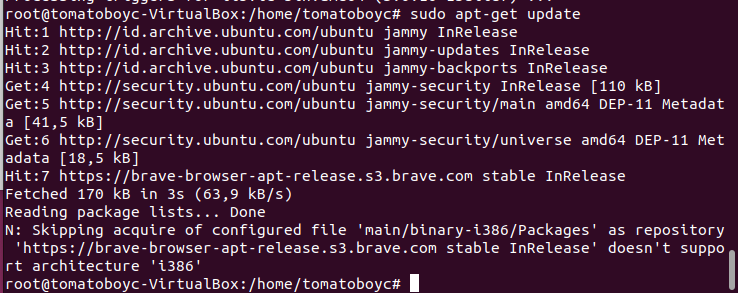 root@tomatoboyc-VirtualBox:/home/tomatoboyc# sudo apt-get update
Hit:1 http://id.archive.ubuntu.com/ubuntu jammy InRelease
Hit:2 http://id.archive.ubuntu.com/ubuntu jammy-updates InRelease
Hit:3 http://id.archive.ubuntu.com/ubuntu jammy-backports InRelease
Get:4 http://security.ubuntu.com/ubuntu jammy-security InRelease [110 kB]
Get:5 http://security.ubuntu.com/ubuntu jammy-security/main amd64 DEP-11 Metadat
a [41,5 kB]
Get:6 http://security.ubuntu.com/ubuntu jammy-security/universe amd64 DEP-11 Met
adata [18,5 kB]
Hit:7 https://brave-browser-apt-release.s3.brave.com stable InRelease
Fetched 170 kB in 3s (63,9 kB/s)
Reading package lists... Done
N: Skipping acquire of configured file 'main/binary-i386/Packages' as repository
 'https://brave-browser-apt-release.s3.brave.com stable InRelease' doesn't suppo
rt architecture 'i386'
root@tomatoboyc-VirtualBox:/home/tomatoboyc#